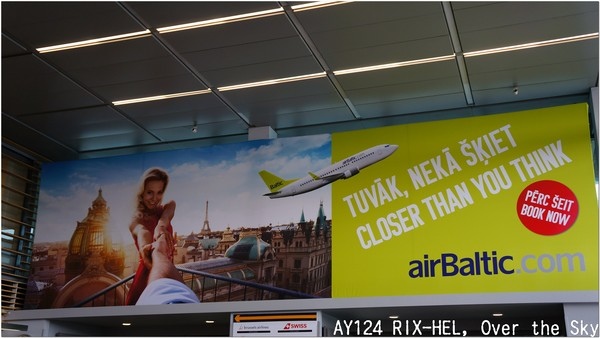 TUVĀK, NEKĀ ŠĶIET
CLOSER THAN YOU THINK
PĒRC ŠEIT
BOOK NOW
airBaltic.com
SWISS
AY124 RIX-HEL, Over the Sky